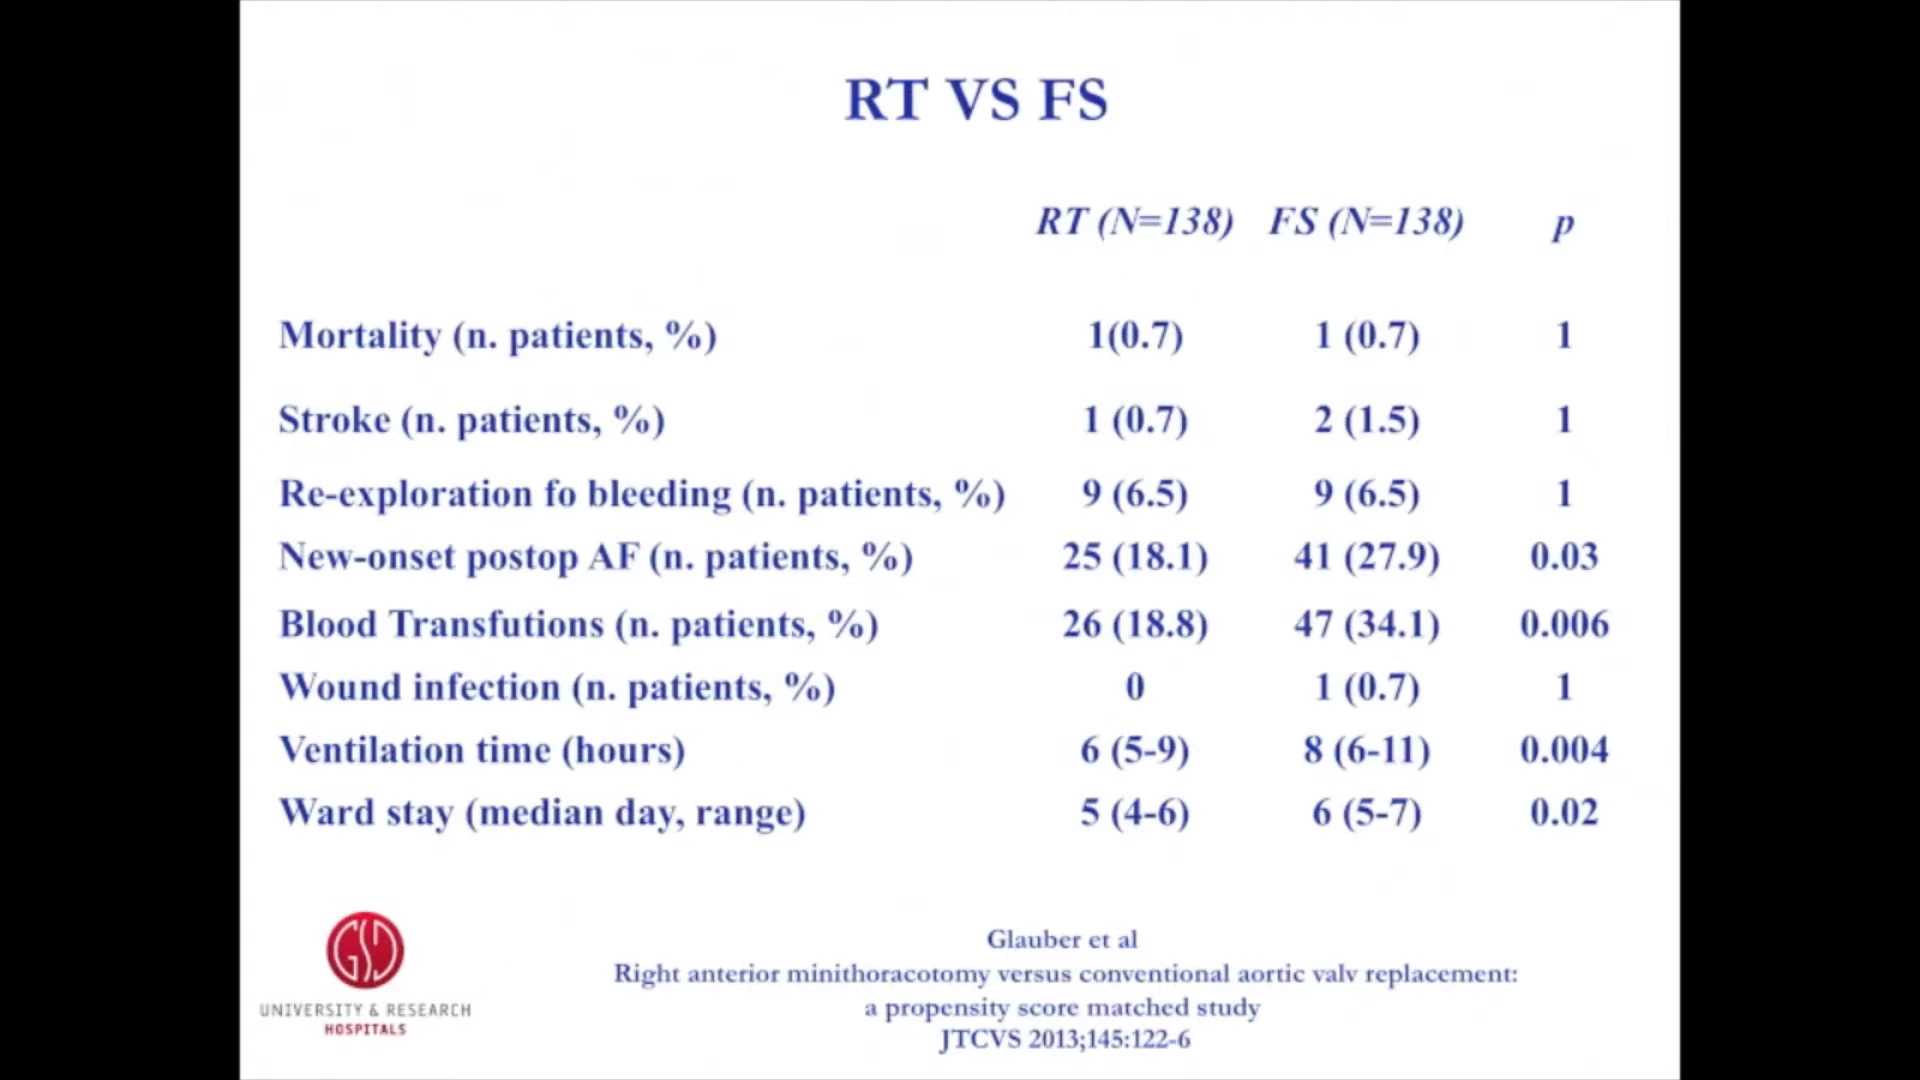 RT VS FS
RT (N=138) FS (N=138) p
Mortality (n. patients, %) 1(0.7) 1 (0.7) 1
Stroke (n. patients, %) 1 (0.7) 2 (1.5) 1
Re-exploration fo bleeding (n. patients, %) 9 (6.5) 9 (6.5) 1
New-onset postop AF (n. patients, %) 25 (18.1) 41 (27.9) 0.03
Blood Transfutions (n. patients, %) 26 (18.8) 47 (34.1) 0.006
Wound infection (n. patients, %) 0 1 (0.7) 1
Ventilation time (hours) 6 (5-9) 8 (6-11) 0.004
Ward stay (median day, range) 5 (4-6) 6 (5-7) 0.02
GSD
UNIVERSITY & RESEARCH
HOSPITALS
Glauber et al
Right anterior minithoracotomy versus conventional aortic valv replacement:
a propensity score matched study
JTCVS 2013;145:122-6